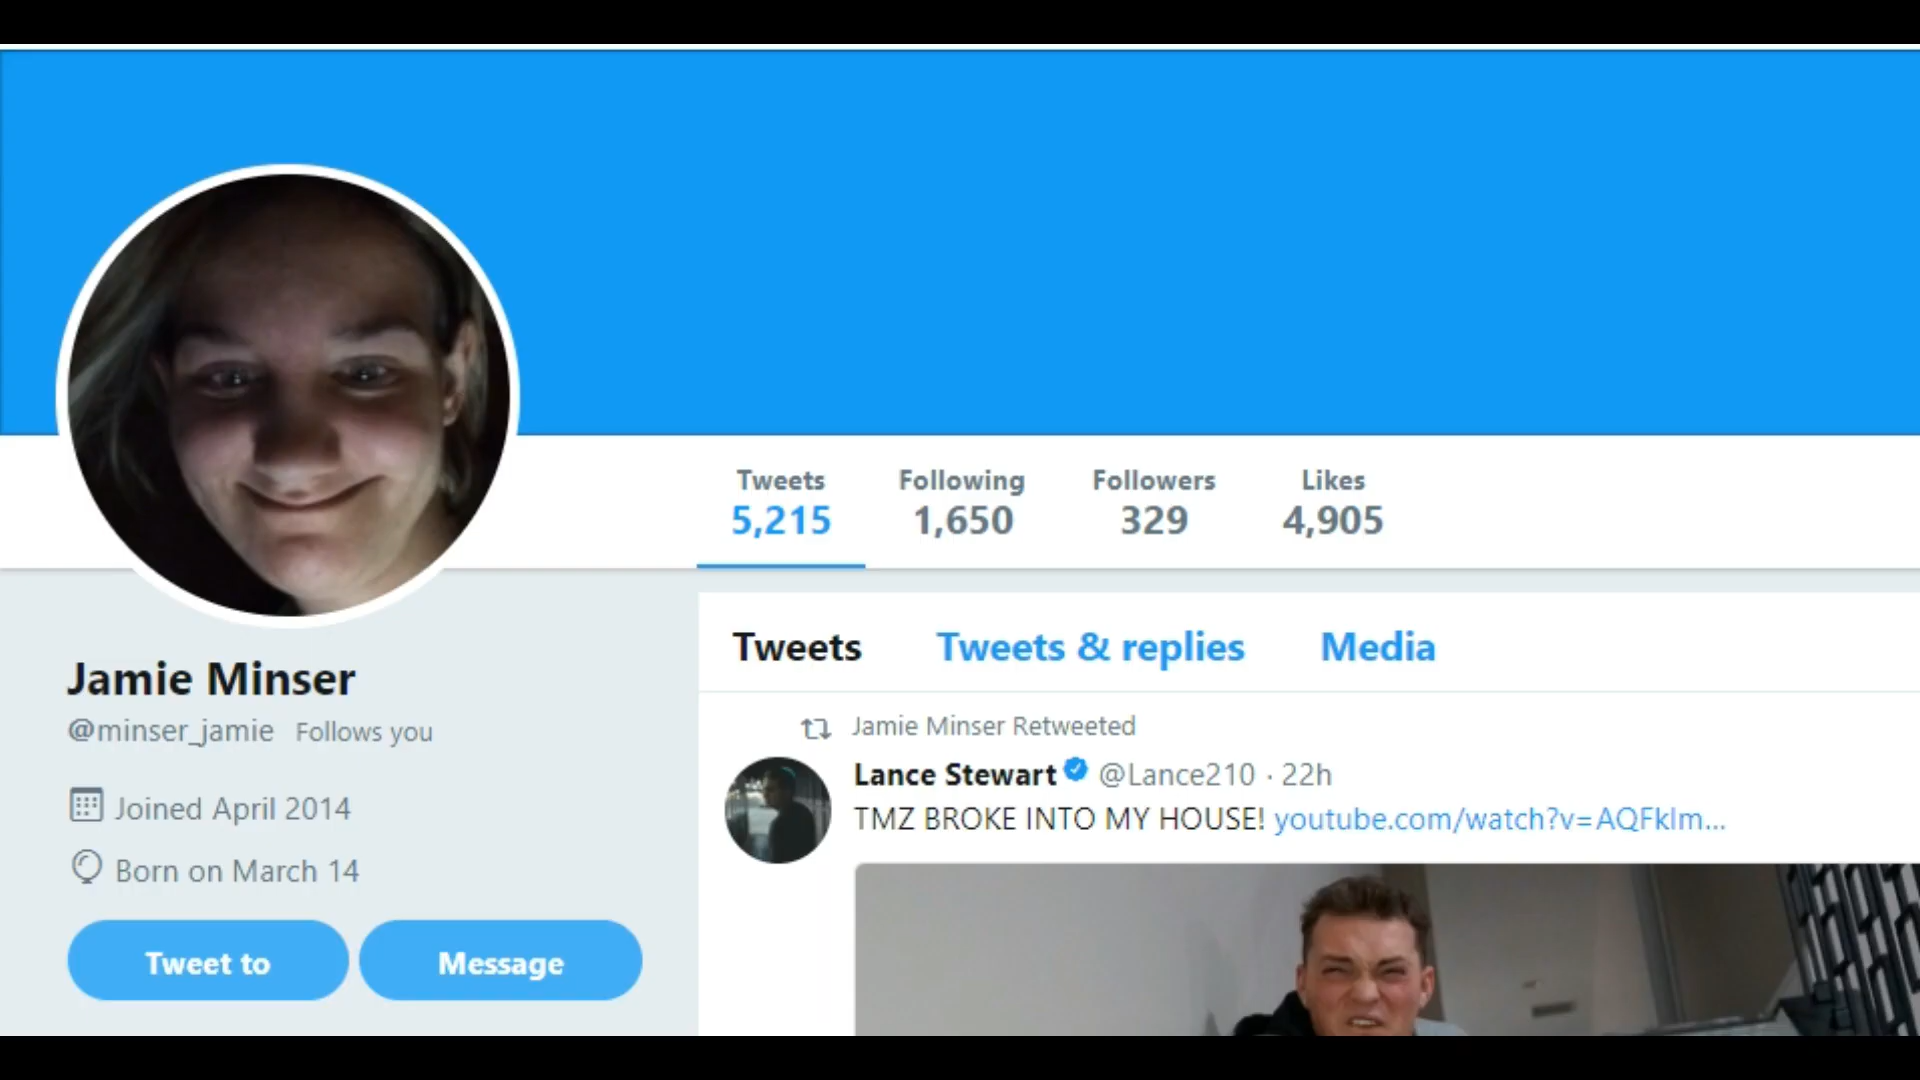 Tweets Following Followers Likes
5,215 1,650 329 4,905
Jamie Minser
@minser_jamie Follows you
Joined April 2014
Born on March 14
Tweet to Message
Tweets Tweets & replies Media
Jamie Minser Retweeted
Lance Stewart @Lance210 · 22h
TMZ BROKE INTO MY HOUSE! youtube.com/watch?v=AQFkIm...